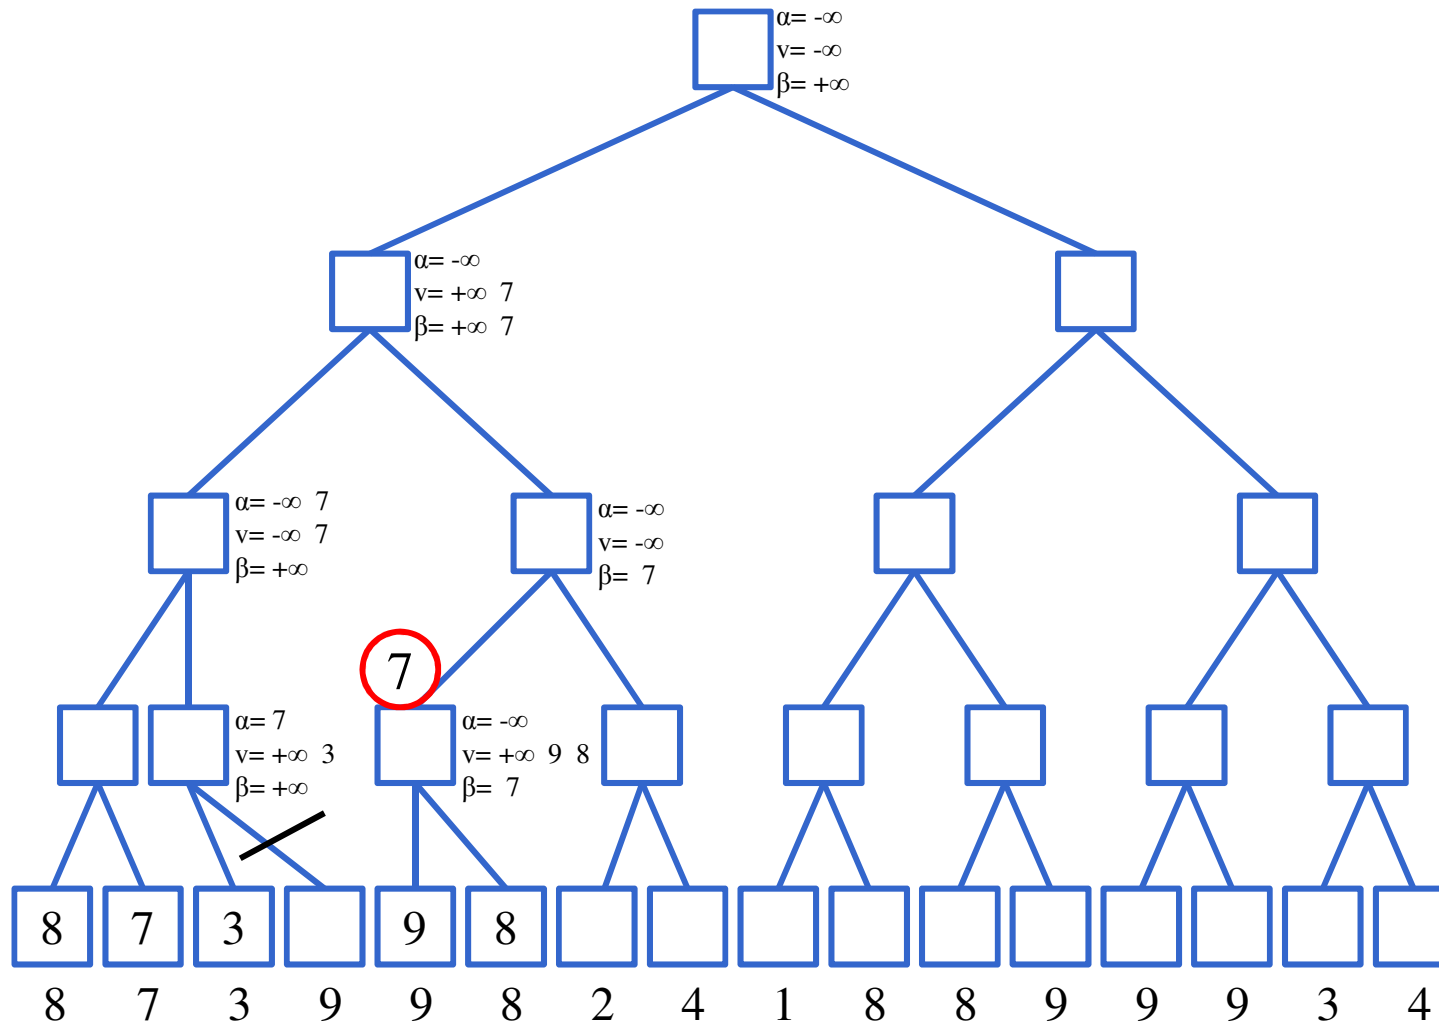 α= -∞
v= -∞
β= +∞
α= -∞
v= +∞ 7
β= +∞ 7
α= -∞ 7
v= -∞ 7
β= +∞
α= -∞
v= -∞
β= 7
7
α= 7
v= +∞ 3
β= +∞
α= -∞
v= +∞ 9 8
β= 7
8 7 3 9 8
8 7 3 9 9 8 2 4 1 8 8 9 9 9 3 4